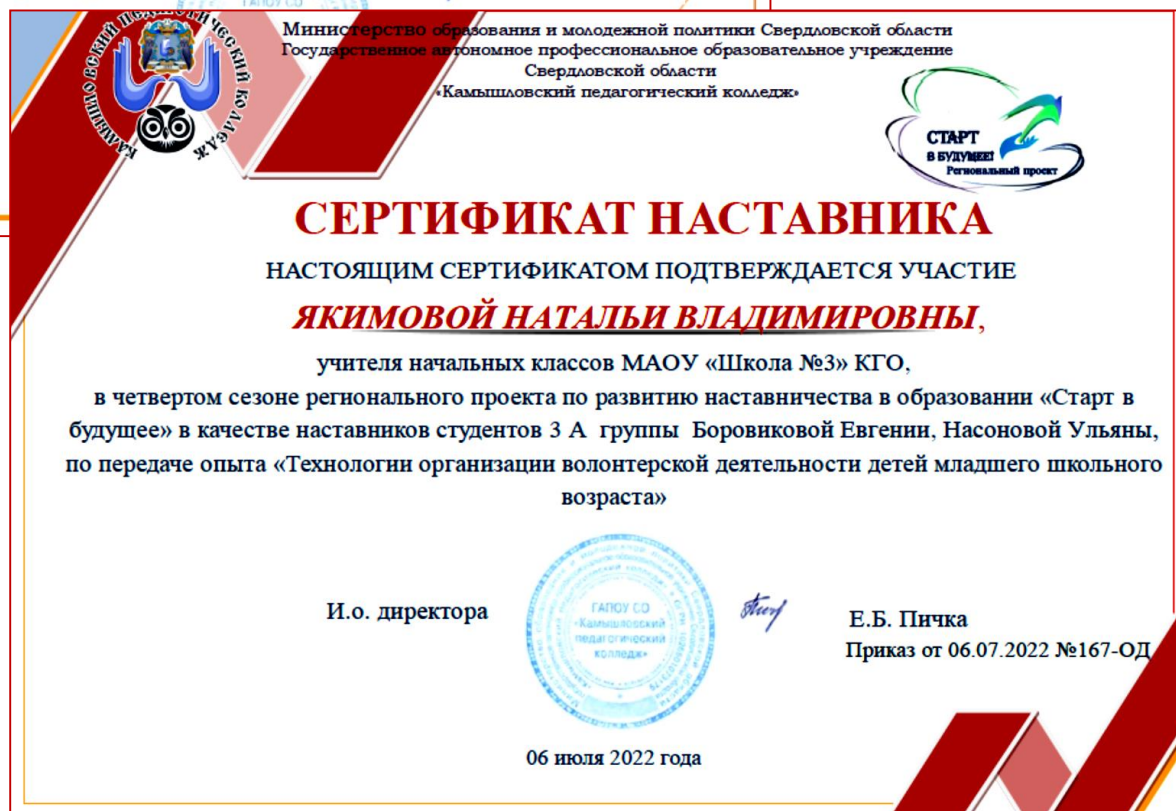 КАМЫШЛОВСКИЙ ПЕДАГОГИЧЕСКИЙ КОЛЛЕДЖ
Министерство образования и молодежной политики Свердловской области
Государственное автономное профессиональное образовательное учреждение
Свердловской области
«Камышловский педагогический колледж»
СТАРТ
В БУДУЩЕЕ!
Региональный проект
СЕРТИФИКАТ НАСТАВНИКА
НАСТОЯЩИМ СЕРТИФИКАТОМ ПОДТВЕРЖДАЕТСЯ УЧАСТИЕ
ЯКИМОВОЙ НАТАЛЬИ ВЛАДИМИРОВНЫ,
учителя начальных классов МАОУ «Школа №3» КГО,
в четвертом сезоне регионального проекта по развитию наставничества в образовании «Старт в
будущее» в качестве наставников студентов 3 А группы Боровиковой Евгении, Насоновой Ульяны,
по передаче опыта «Технологии организации волонтерской деятельности детей младшего школьного
возраста»
И.о. директора
ГАПОУ СО
«Камышловский
педагогический
колледж»
Е.Б. Пичка
Приказ от 06.07.2022 №167-ОД
06 июля 2022 года